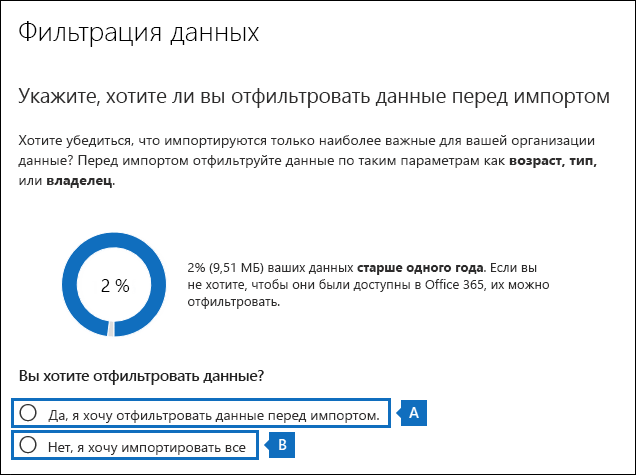 Фильтрация данных
Укажите, хотите ли вы отфильтровать данные перед импортом
Хотите убедиться, что импортируются только наиболее важные для вашей организации
данные? Перед импортом отфильтруйте данные по таким параметрам как возраст, тип,
или владелец.
2 %
2% (9,51 МБ) ваших данных старше одного года. Если вы
не хотите, чтобы они были доступны в Office 365, их можно
отфильтровать.
Вы хотите отфильтровать данные?
Да, я хочу отфильтровать данные перед импортом.
A
Нет, я хочу импортировать все
B